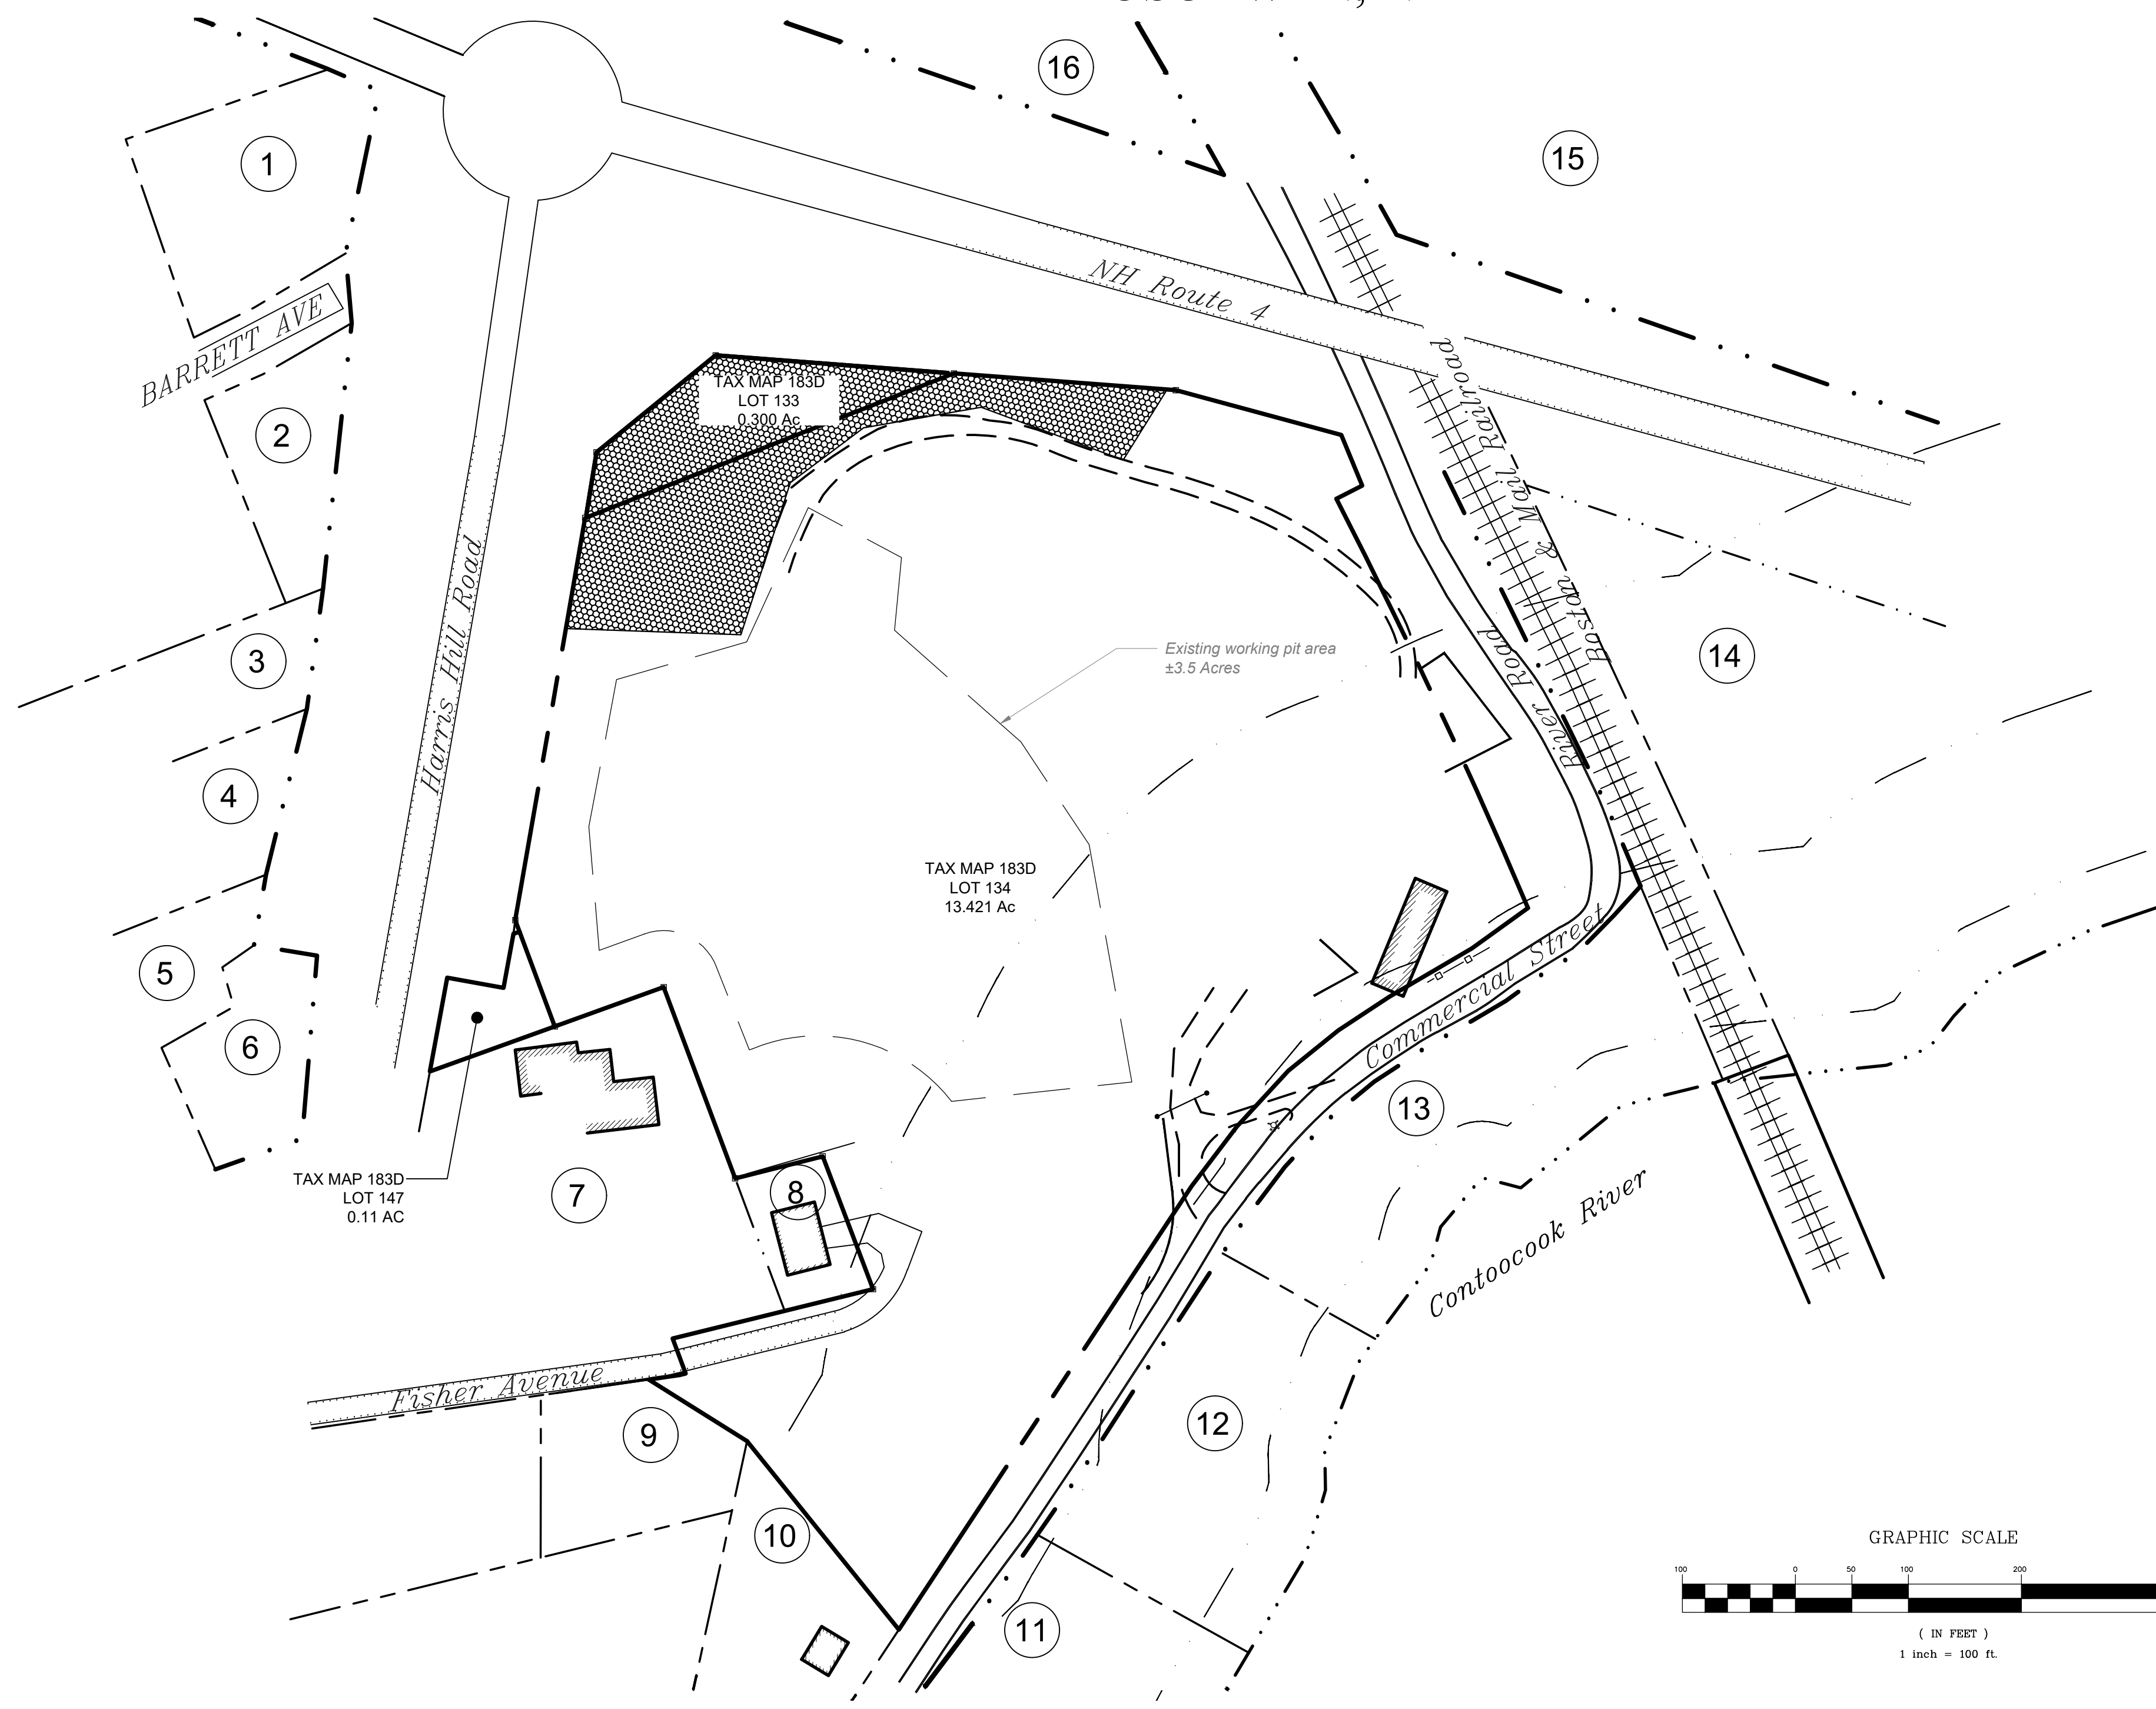 16
15
1
NH Route 4
BARRETT AVE
TAX MAP 183D
LOT 133
0.300 Ac
2
Boston & Main Railroad
Harris Hill Road
3
Existing working pit area
±3.5 Acres
River Road
River
14
4
TAX MAP 183D
LOT 134
13.421 Ac
5
Commercial Street
6
13
TAX MAP 183D
LOT 147
0.11 AC
7
8
Contoocook River
Fisher Avenue
9
12
10
11
GRAPHIC SCALE
100 0 50 100 200
( IN FEET )
1 inch = 100 ft.